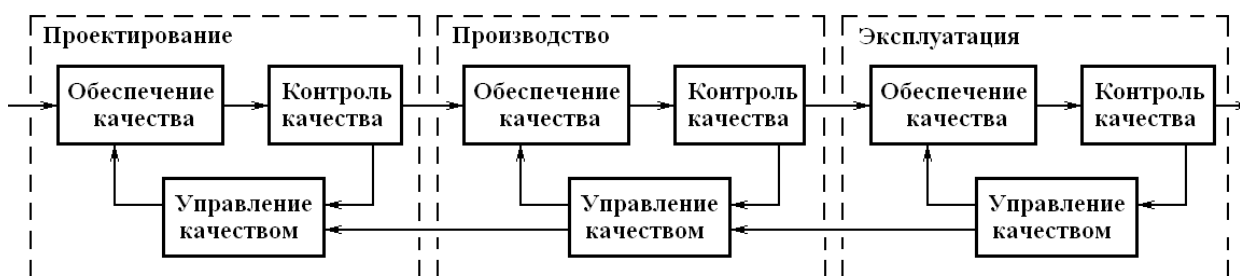 Проектирование
Обеспечение
качества
Контроль
качества
Управление
качеством
Производство
Обеспечение
качества
Контроль
качества
Управление
качеством
Эксплуатация
Обеспечение
качества
Контроль
качества
Управление
качеством